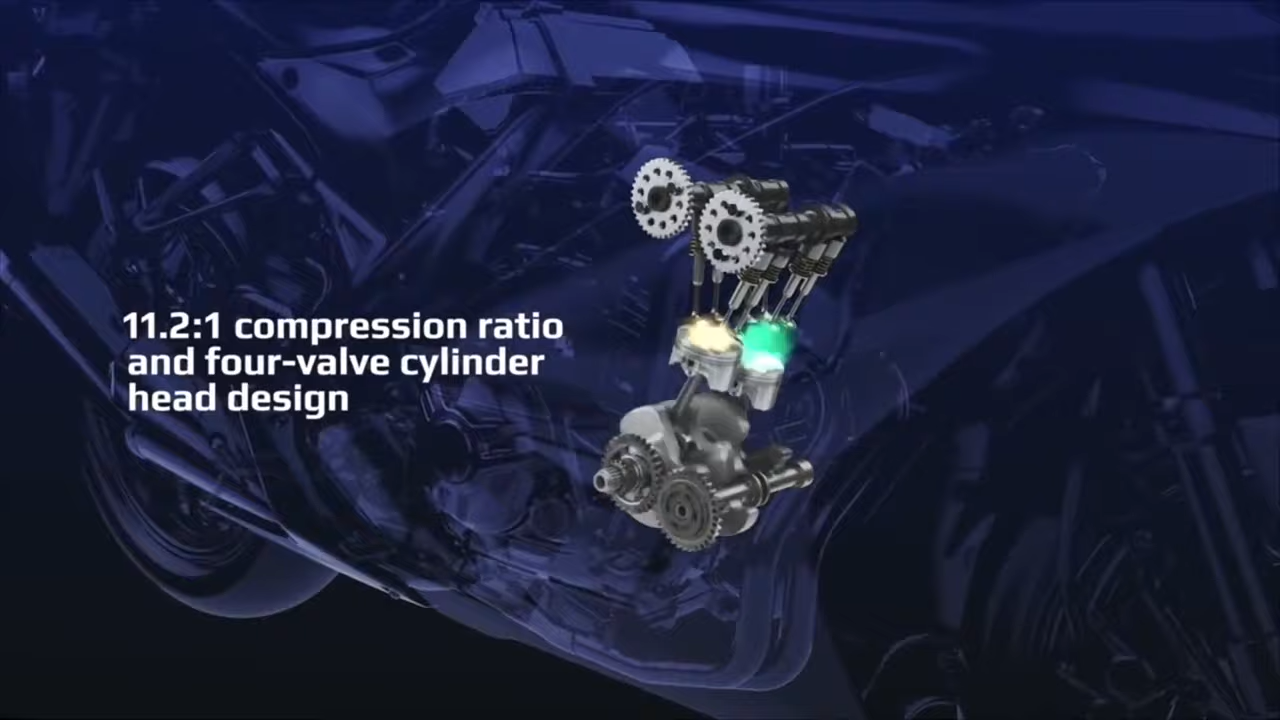 11.2:1 compression ratio
and four-valve cylinder
head design